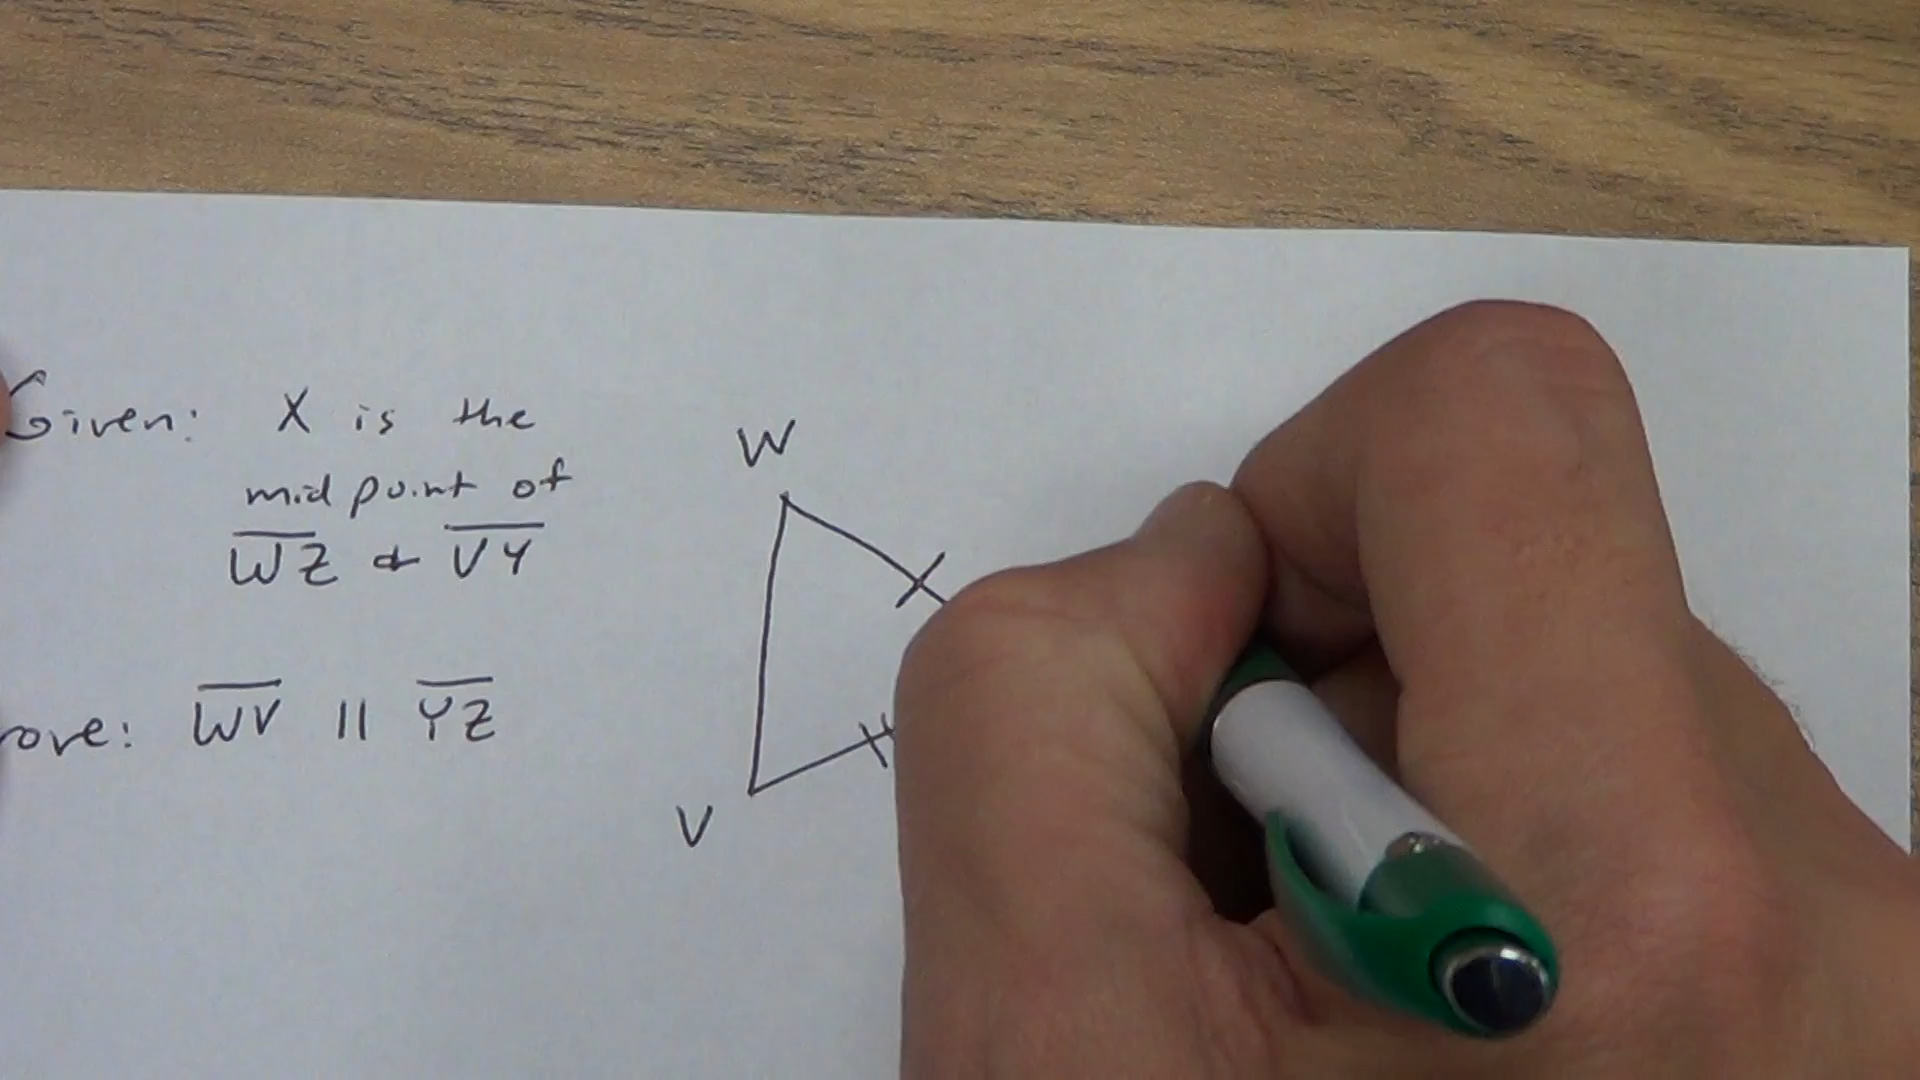 Given: X is the
midpoint of
WZ & VY
rove: WV || YZ
W
V